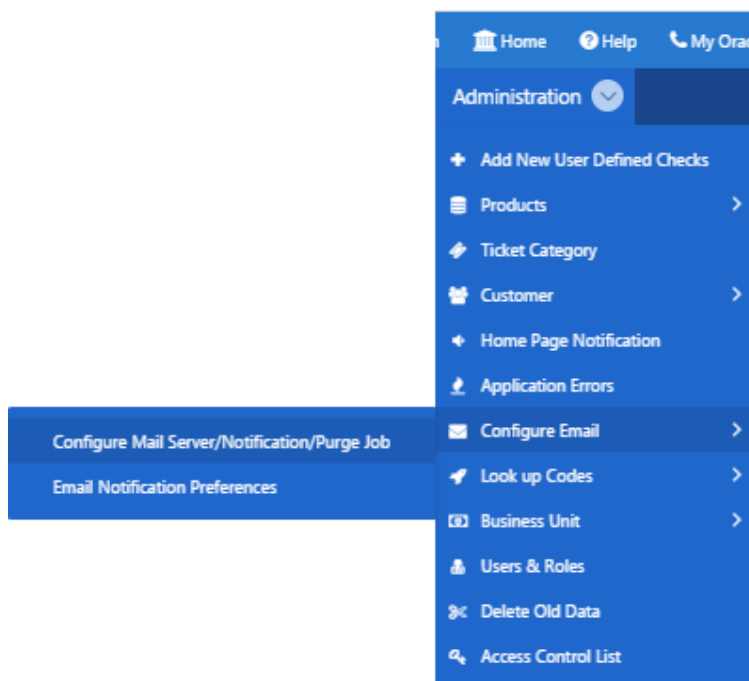 Home Help My Orac
Administration
Add New User Defined Checks
Products
Ticket Category
Customer
Home Page Notification
Application Errors
Configure Email
Look up Codes
Business Unit
Users & Roles
Delete Old Data
Access Control List
Configure Mail Server/Notification/Purge Job
Email Notification Preferences